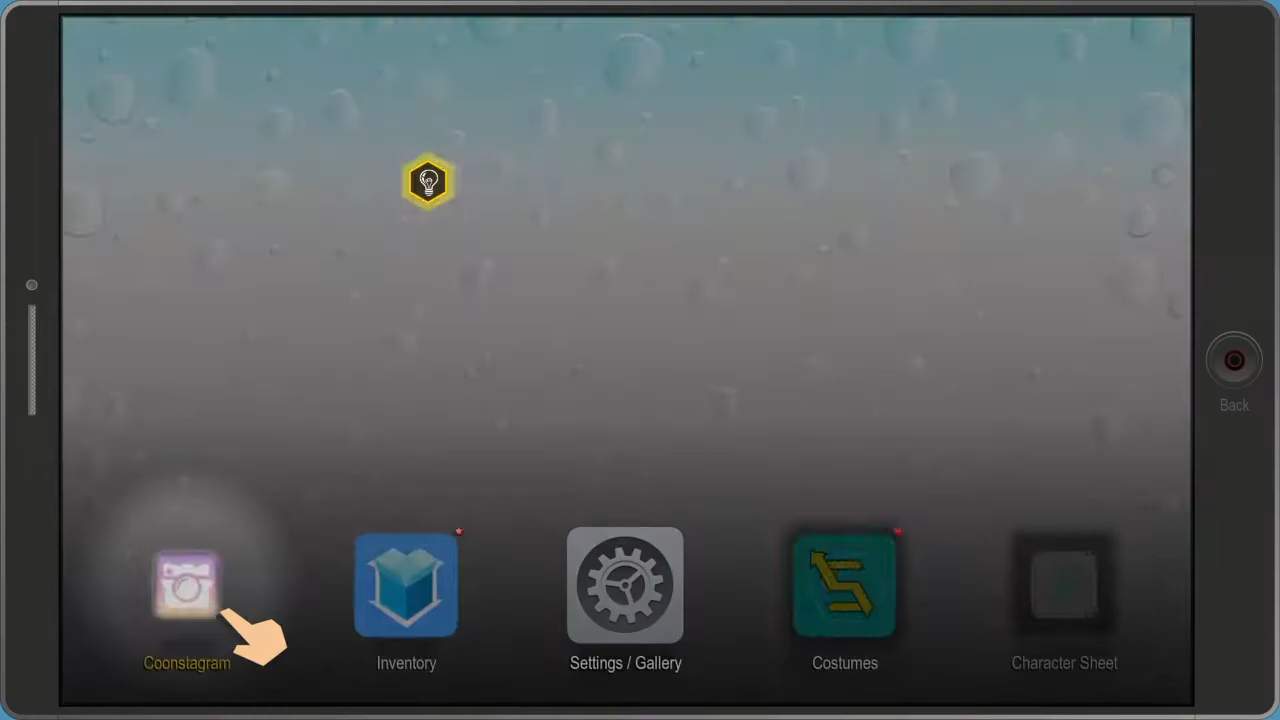 Back
Coonstagram
Inventory
Settings / Gallery
Costumes
Character Sheet